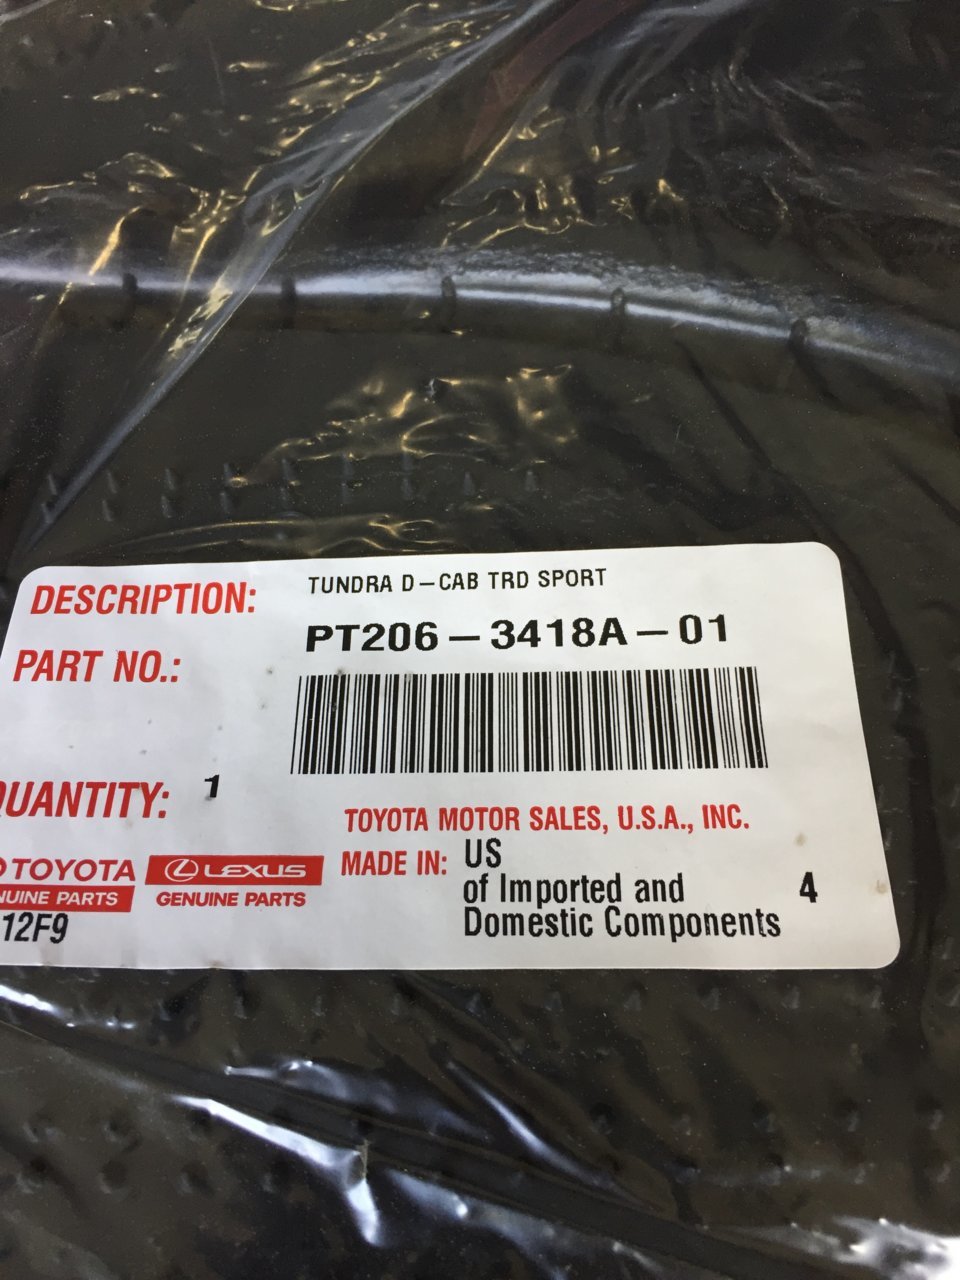 DESCRIPTION: TUNDRA D-CAB TRD SPORT
PART NO.: PT206-3418A-01
QUANTITY: 1
TOYOTA MOTOR SALES, U.S.A., INC.
TOYOTA LEXUS MADE IN: US
GENUINE PARTS GENUINE PARTS of Imported and 4
12F9 Domestic Components